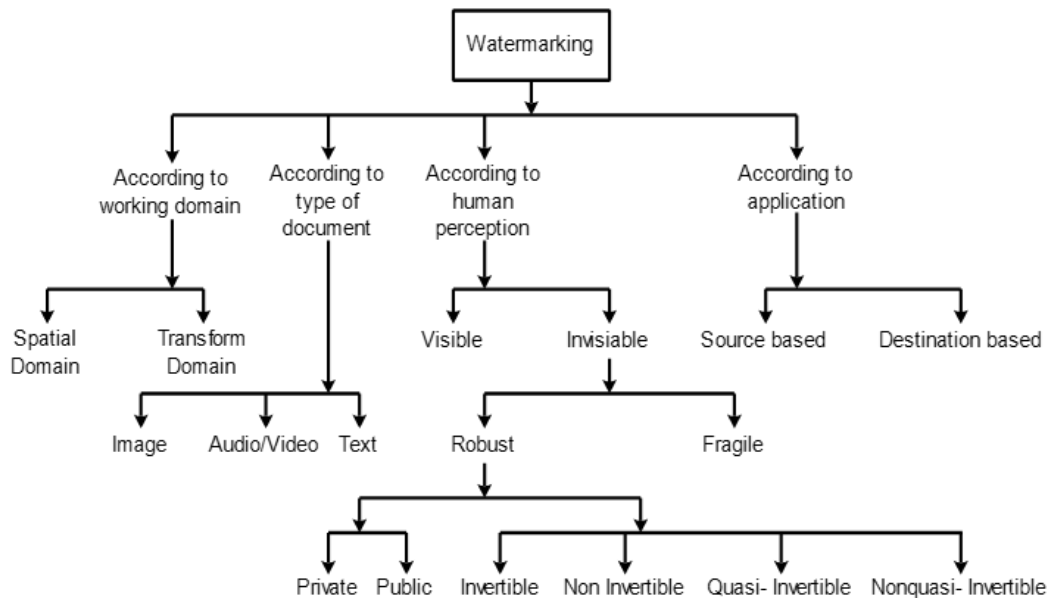 Watermarking
According to
working domain
According to
type of
document
According to
human
perception
According to
application
Spatial
Domain
Transform
Domain
Visible
Invisiable
Source based
Destination based
Image
Audio/Video
Text
Robust
Fragile
Private
Public
Invertible
Non Invertible
Quasi- Invertible
Nonquasi- Invertible